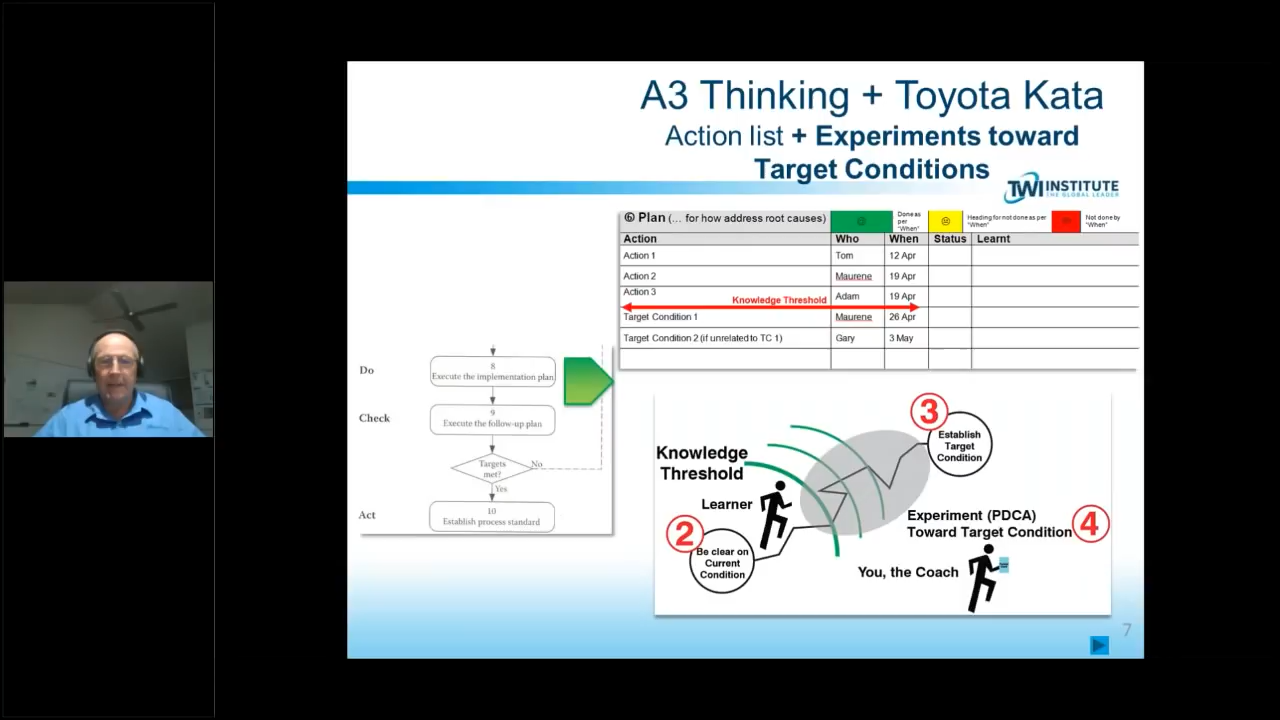 A3 Thinking + Toyota Kata
Action list + Experiments toward
Target Conditions
TWI INSTITUTE
THE GLOBAL LEADER
⑥ Plan (... for how address root causes)
Done as per "When"
Heading for not done as per "When"
Not done by "When"
Action Who When Status Learnt
Action 1 Tom 12 Apr
Action 2 Maurene 19 Apr
Action 3 Adam 19 Apr
Knowledge Threshold
Target Condition 1 Maurene 26 Apr
Target Condition 2 (if unrelated to TC 1) Gary 3 May
Do
8
Execute the implementation plan
Check
9
Execute the follow-up plan
Targets
met?
No
Yes
Act
10
Establish process standard
3
Establish
Target
Condition
Knowledge
Threshold
Learner
2
Be clear on
Current
Condition
Experiment (PDCA)
Toward Target Condition
4
You, the Coach
7